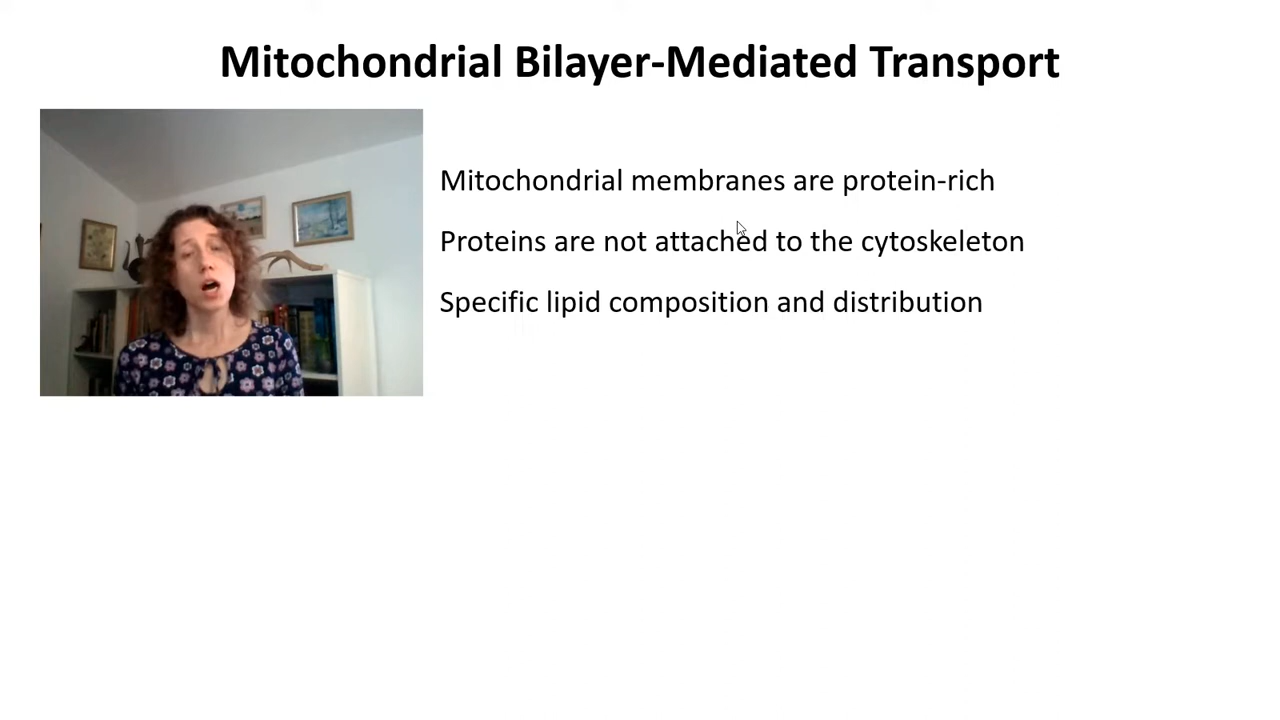 Mitochondrial Bilayer-Mediated Transport
Mitochondrial membranes are protein-rich
Proteins are not attached to the cytoskeleton
Specific lipid composition and distribution